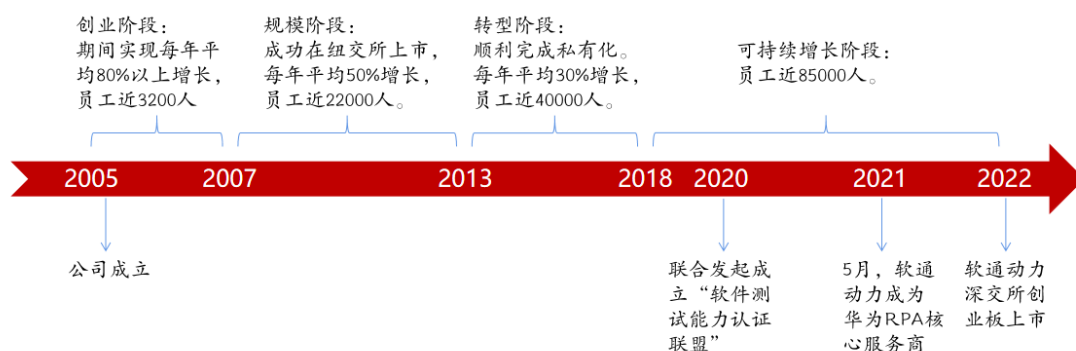 创业阶段：
期间实现每年平
均80%以上增长，
员工近3200人
规模阶段：
成功在纽交所上市，
每年平均50%增长，
员工近22000人。
转型阶段：
顺利完成私有化。
每年平均30%增长，
员工近40000人。
可持续增长阶段：
员工近85000人。
2005
2007
2013
2018
2020
2021
2022
公司成立
联合发起成
立“软件测
试能力认证
联盟”
5月，软通
动力成为
华为RPA核
心服务商
软通动力
深交所创
业板上市